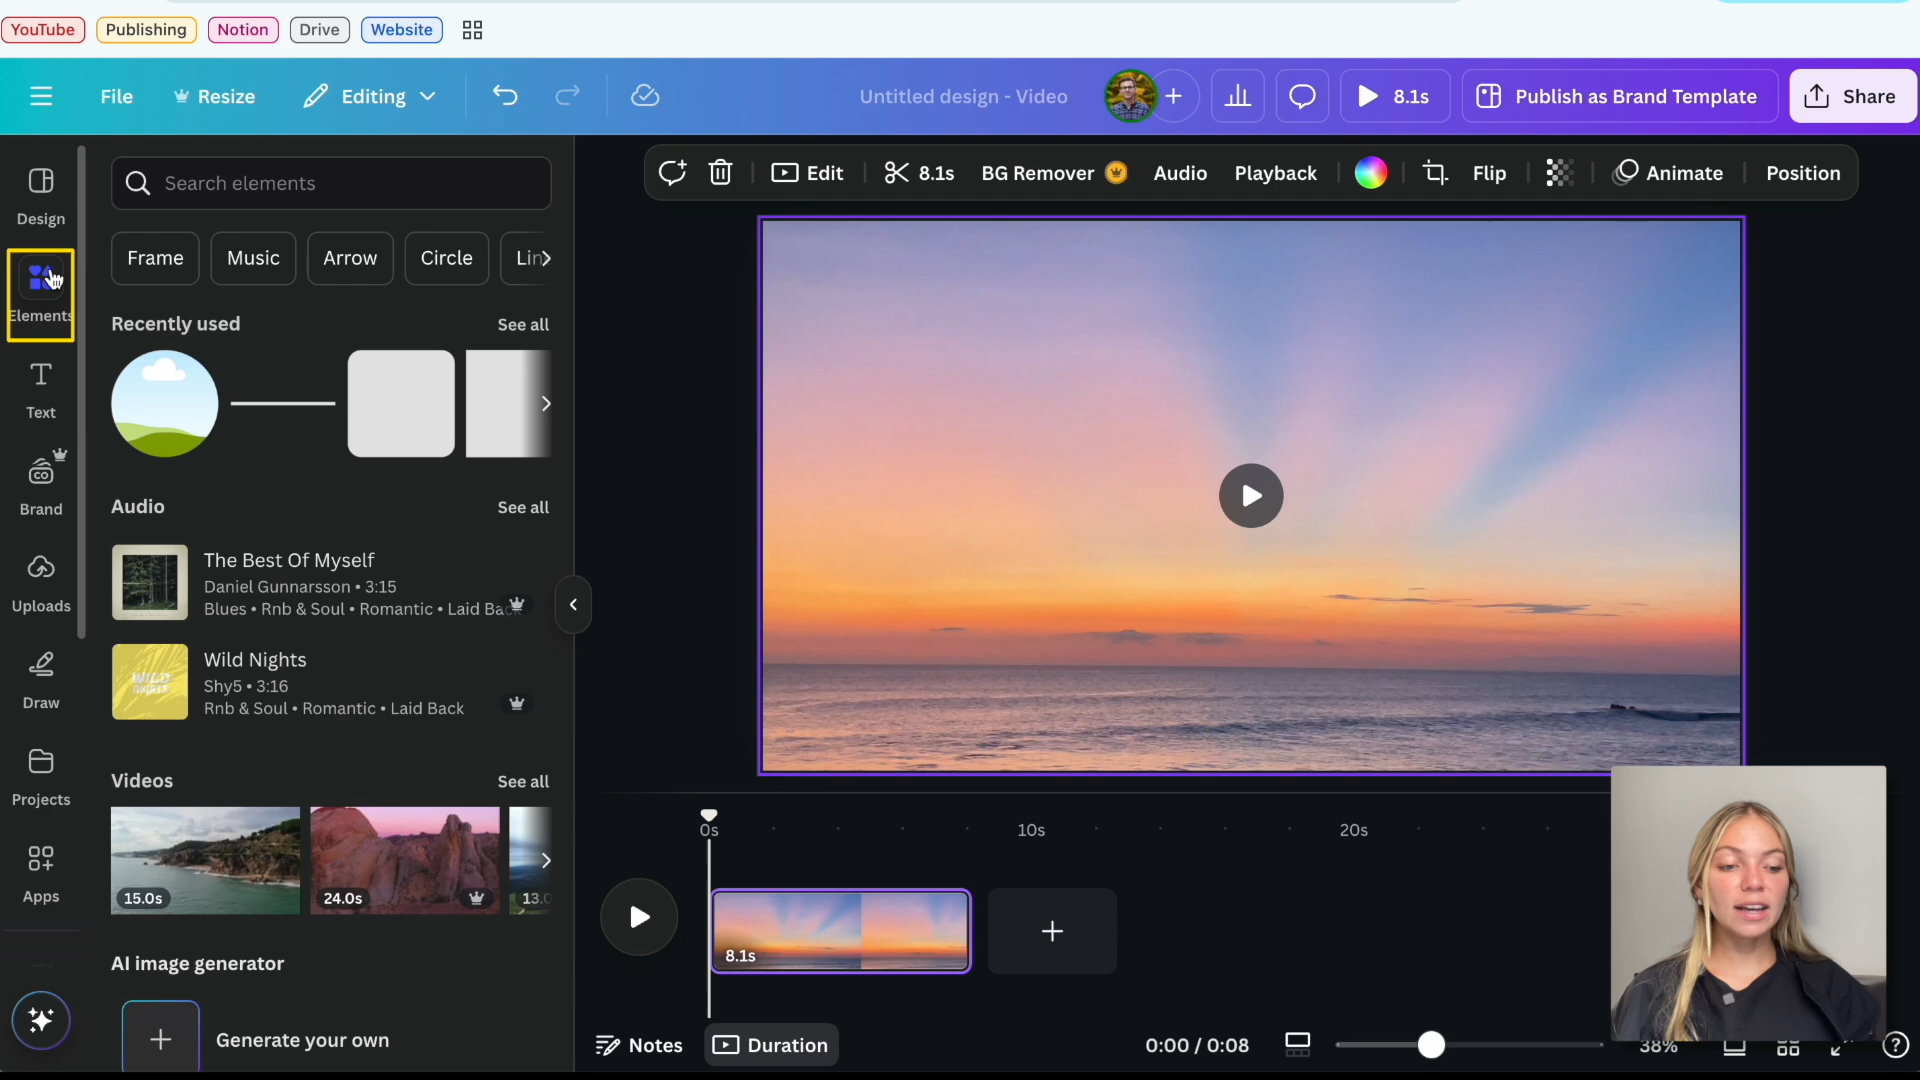 YouTube Publishing Notion Drive Website
File Resize Editing Untitled design - Video + 8.1s Publish as Brand Template Share
Design
Elements
Text
Brand
Uploads
Draw
Projects
Apps
Search elements
Frame Music Arrow Circle
Recently used See all
Audio See all
The Best Of Myself
Daniel Gunnarsson • 3:15
Blues • Rnb & Soul • Romantic • Laid Back
WILD NIGHTS
Wild Nights
Shy5 • 3:16
Rnb & Soul • Romantic • Laid Back
Videos See all
15.0s 24.0s
AI image generator
Generate your own
Edit 8.1s BG Remover Audio Playback Flip Animate Position
0s 10s 20s
8.1s
Notes Duration 0:00 / 0:08 38%